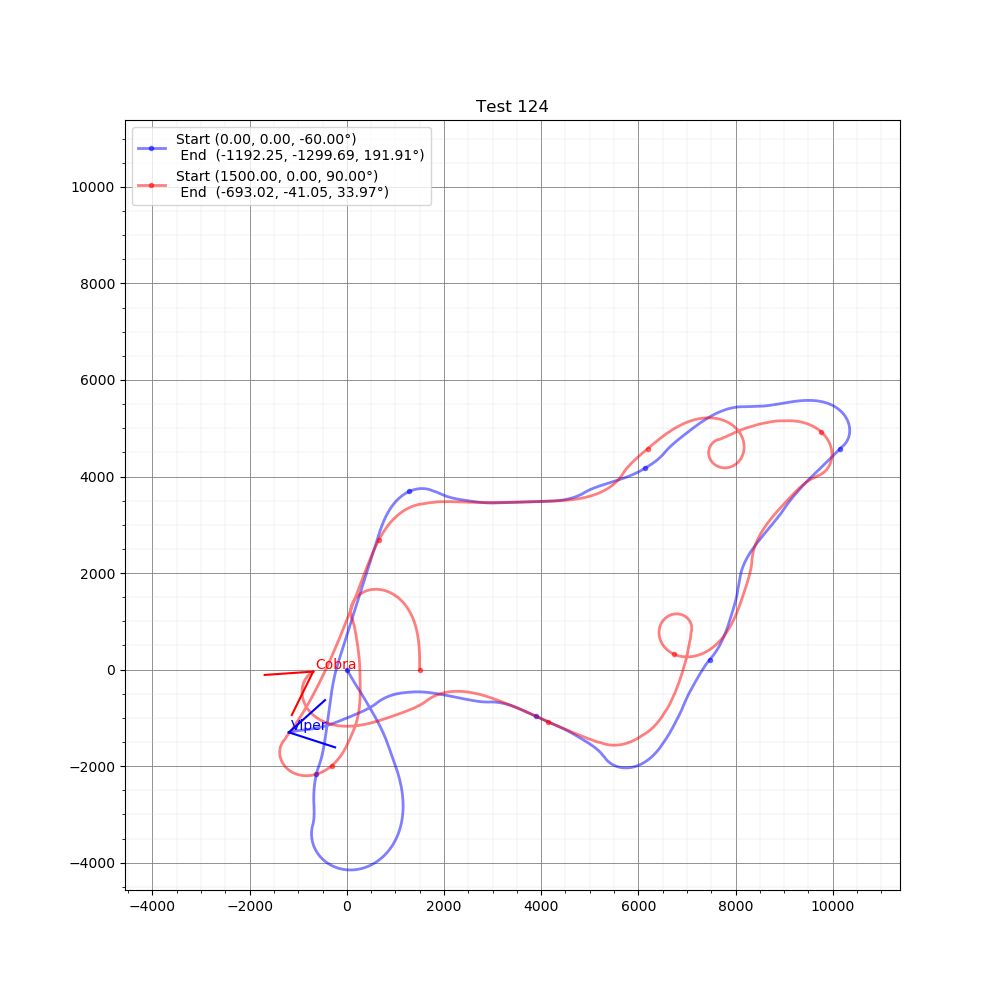 Test 124
Start (0.00, 0.00, -60.00°)
End  (-1192.25, -1299.69, 191.91°)
Start (1500.00, 0.00, 90.00°)
End  (-693.02, -41.05, 33.97°)
10000
8000
6000
4000
2000
0
−2000
−4000
Cobra
Viper
−4000 −2000 0 2000 4000 6000 8000 10000